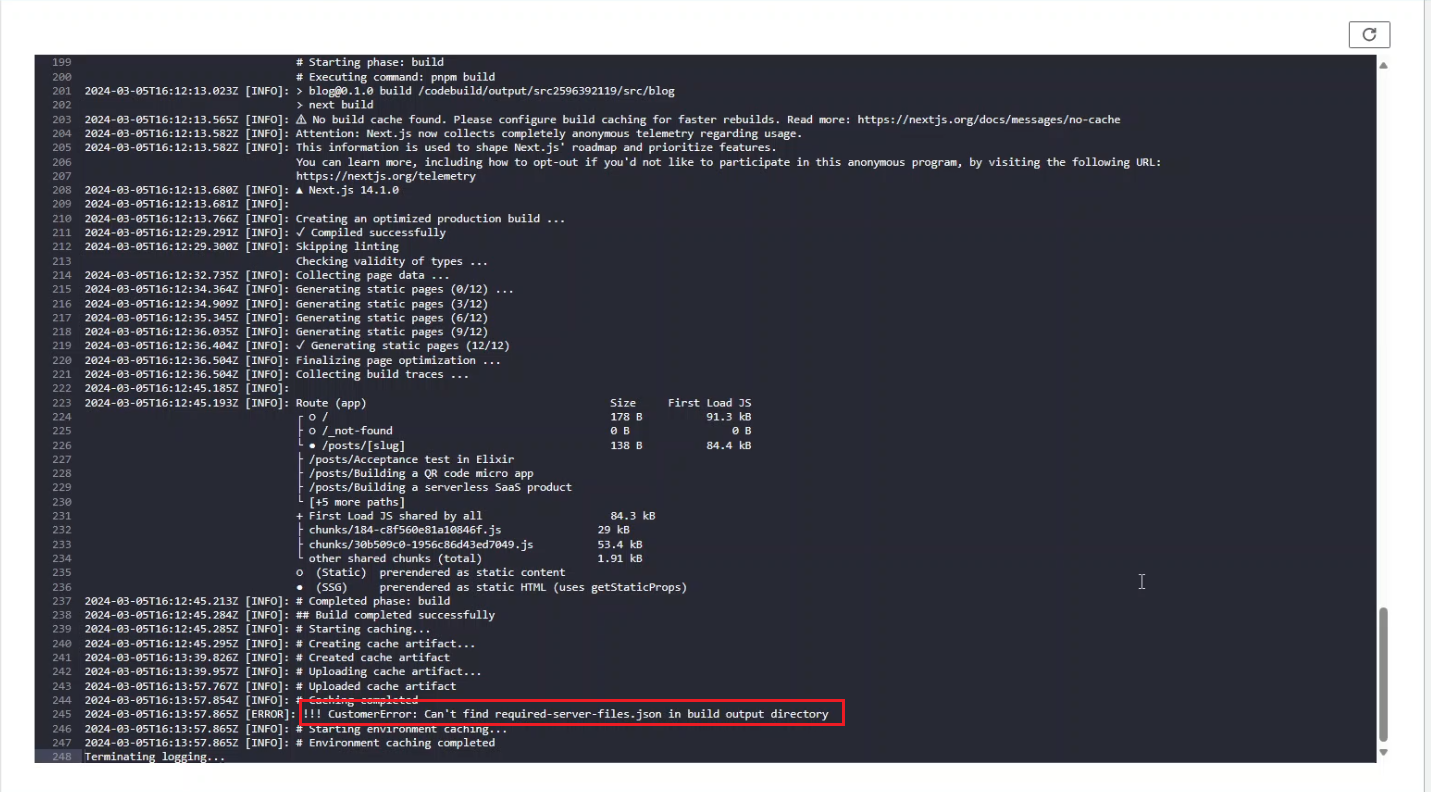 199 # Starting phase: build
200 # Executing command: pnpm build
201 2024-03-05T16:12:13.023Z [INFO]: > blog@0.1.0 build /codebuild/output/src2596392119/src/blog
202 > next build
203 2024-03-05T16:12:13.565Z [INFO]: ⚠ No build cache found. Please configure build caching for faster rebuilds. Read more: https://nextjs.org/docs/messages/no-cache
204 2024-03-05T16:12:13.582Z [INFO]: Attention: Next.js now collects completely anonymous telemetry regarding usage.
205 2024-03-05T16:12:13.582Z [INFO]: This information is used to shape Next.js' roadmap and prioritize features.
206 You can learn more, including how to opt-out if you'd not like to participate in this anonymous program, by visiting the following URL:
207 https://nextjs.org/telemetry
208 2024-03-05T16:12:13.680Z [INFO]: ▲ Next.js 14.1.0
209 2024-03-05T16:12:13.681Z [INFO]:
210 2024-03-05T16:12:13.766Z [INFO]: Creating an optimized production build ...
211 2024-03-05T16:12:29.291Z [INFO]: ✓ Compiled successfully
212 2024-03-05T16:12:29.300Z [INFO]: Skipping linting
213 Checking validity of types ...
214 2024-03-05T16:12:32.735Z [INFO]: Collecting page data ...
215 2024-03-05T16:12:34.364Z [INFO]: Generating static pages (0/12) ...
216 2024-03-05T16:12:34.909Z [INFO]: Generating static pages (3/12)
217 2024-03-05T16:12:35.345Z [INFO]: Generating static pages (6/12)
218 2024-03-05T16:12:36.035Z [INFO]: Generating static pages (9/12)
219 2024-03-05T16:12:36.404Z [INFO]: ✓ Generating static pages (12/12)
220 2024-03-05T16:12:36.504Z [INFO]: Finalizing page optimization ...
221 2024-03-05T16:12:36.504Z [INFO]: Collecting build traces ...
222 2024-03-05T16:12:45.185Z [INFO]:
223 2024-03-05T16:12:45.193Z [INFO]: Route (app) Size First Load JS
224 ┌ ○ / 178 B 91.3 kB
225 ├ ○ /_not-found 0 B 0 B
226 └ ● /posts/[slug] 138 B 84.4 kB
227 ├ /posts/Acceptance test in Elixir
228 ├ /posts/Building a QR code micro app
229 ├ /posts/Building a serverless SaaS product
230 └ [+5 more paths]
231 + First Load JS shared by all 84.3 kB
232 ├ chunks/184-c8f560e81a10846f.js 29 kB
233 ├ chunks/30b509c0-1956c86d43ed7049.js 53.4 kB
234 └ other shared chunks (total) 1.91 kB
235 ○ (Static) prerendered as static content
236 ● (SSG) prerendered as static HTML (uses getStaticProps)
237 2024-03-05T16:12:45.213Z [INFO]: # Completed phase: build
238 2024-03-05T16:12:45.284Z [INFO]: ## Build completed successfully
239 2024-03-05T16:12:45.285Z [INFO]: # Starting caching...
240 2024-03-05T16:12:45.295Z [INFO]: # Creating cache artifact...
241 2024-03-05T16:13:39.826Z [INFO]: # Created cache artifact
242 2024-03-05T16:13:39.957Z [INFO]: # Uploading cache artifact...
243 2024-03-05T16:13:57.767Z [INFO]: # Uploaded cache artifact
244 2024-03-05T16:13:57.854Z [INFO]: # Caching completed
245 2024-03-05T16:13:57.865Z [ERROR]: !!! CustomerError: Can't find required-server-files.json in build output directory
246 2024-03-05T16:13:57.865Z [INFO]: # Starting environment caching...
247 2024-03-05T16:13:57.865Z [INFO]: # Environment caching completed
248 Terminating logging...